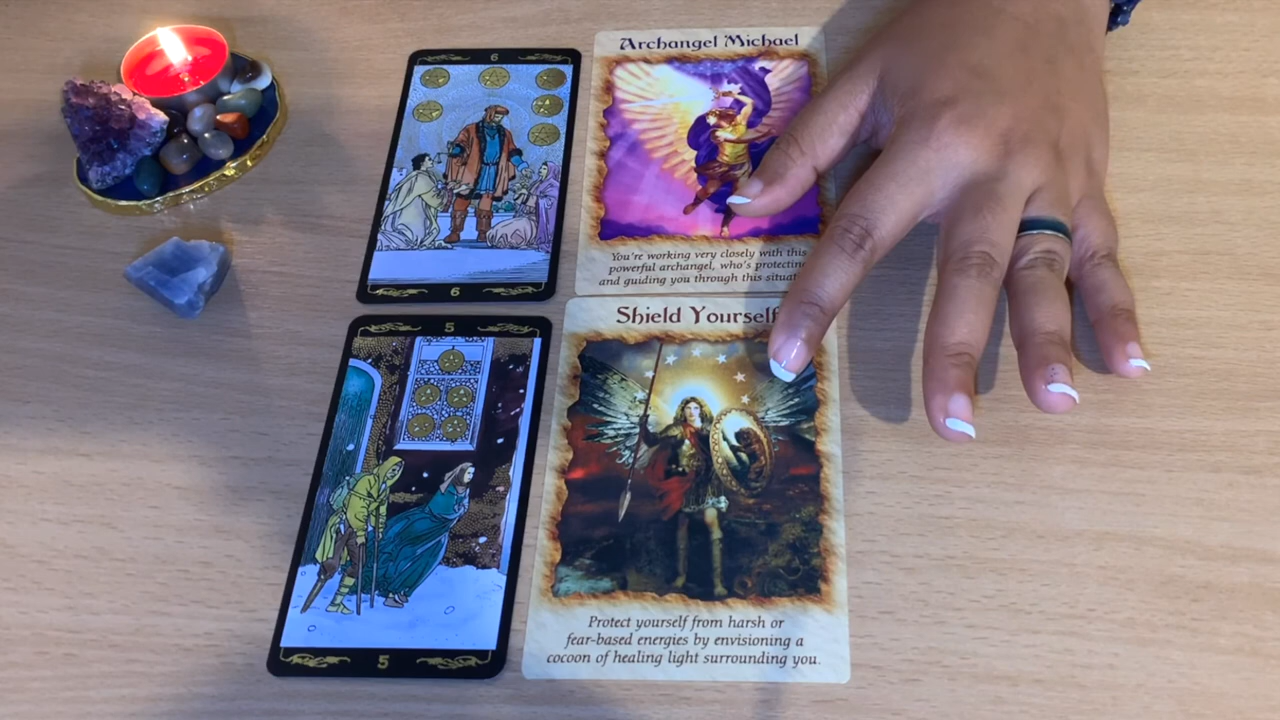 6
6
Archangel Michael
You're working very closely with this
powerful archangel, who's protecting
and guiding you through this
5
5
Shield Yourself
Protect yourself from harsh or
fear-based energies by envisioning a
cocoon of healing light surrounding you.